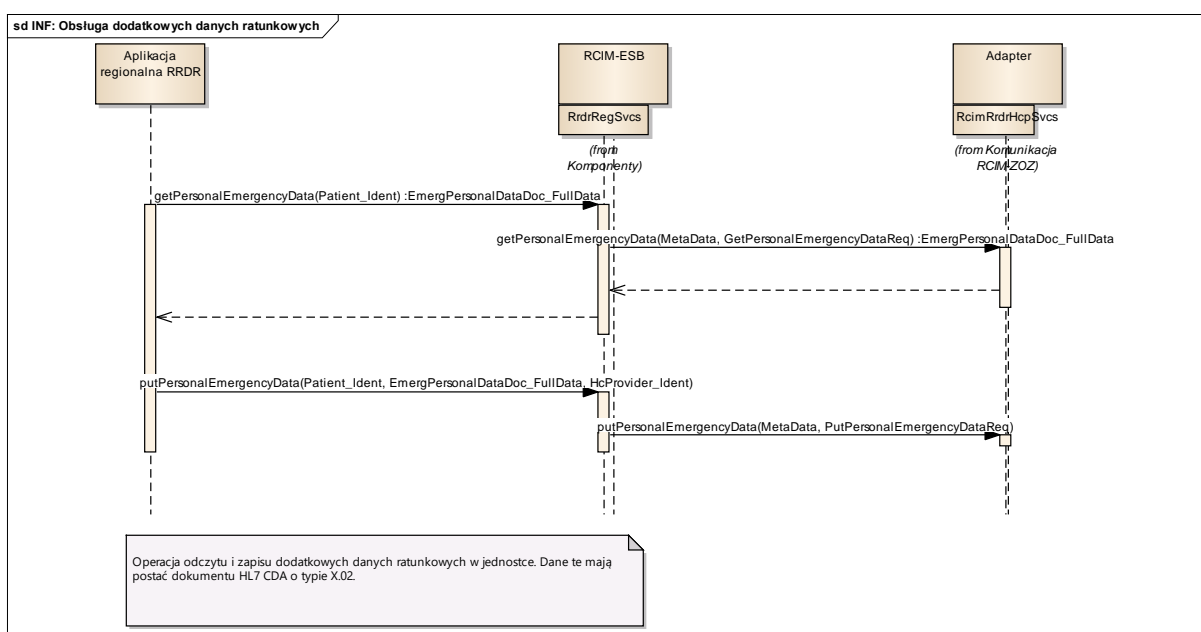 sd INF: Obsługa dodatkowych danych ratunkowych
Aplikacja
regionalna RRDR
RCIM-ESB
Adapter
RrdrRegSvcs
RcimRrdrHcpSvcs
(from
Komponenty)
(from Komunikacja
RCIM-ZOZ)
getPersonalEmergencyData(Patient_Ident) :EmergPersonalDataDoc_FullData
getPersonalEmergencyData(MetaData, GetPersonalEmergencyDataReq) :EmergPersonalDataDoc_FullData
putPersonalEmergencyData(Patient_Ident, EmergPersonalDataDoc_FullData, HcProvider_Ident)
putPersonalEmergencyData(MetaData, PutPersonalEmergencyDataReq)
Operacja odczytu i zapisu dodatkowych danych ratunkowych w jednostce. Dane te mają
postać dokumentu HL7 CDA o typie X.02.